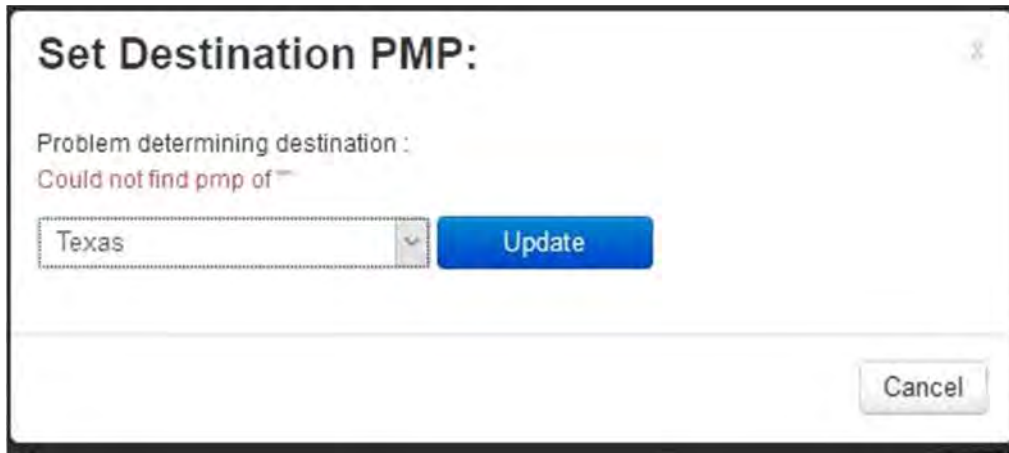 Set Destination PMP:
x
Problem determining destination :
Could not find pmp of ""
Texas
Update
Cancel